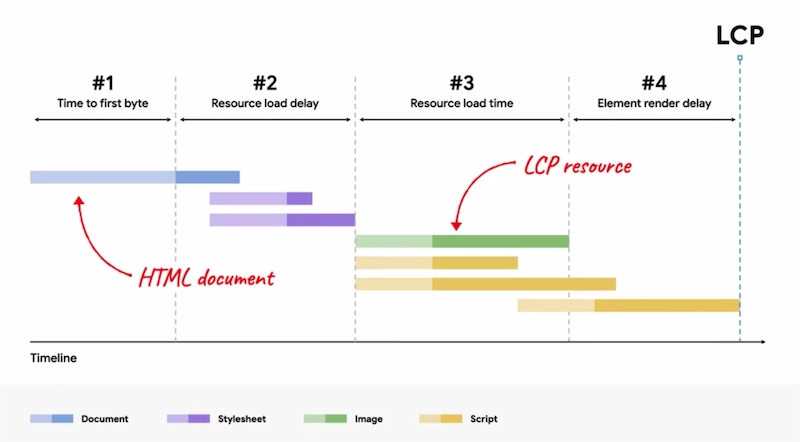 LCP
#1
Time to first byte
#2
Resource load delay
#3
Resource load time
#4
Element render delay
LCP resource
HTML document
Timeline
Document
Stylesheet
Image
Script